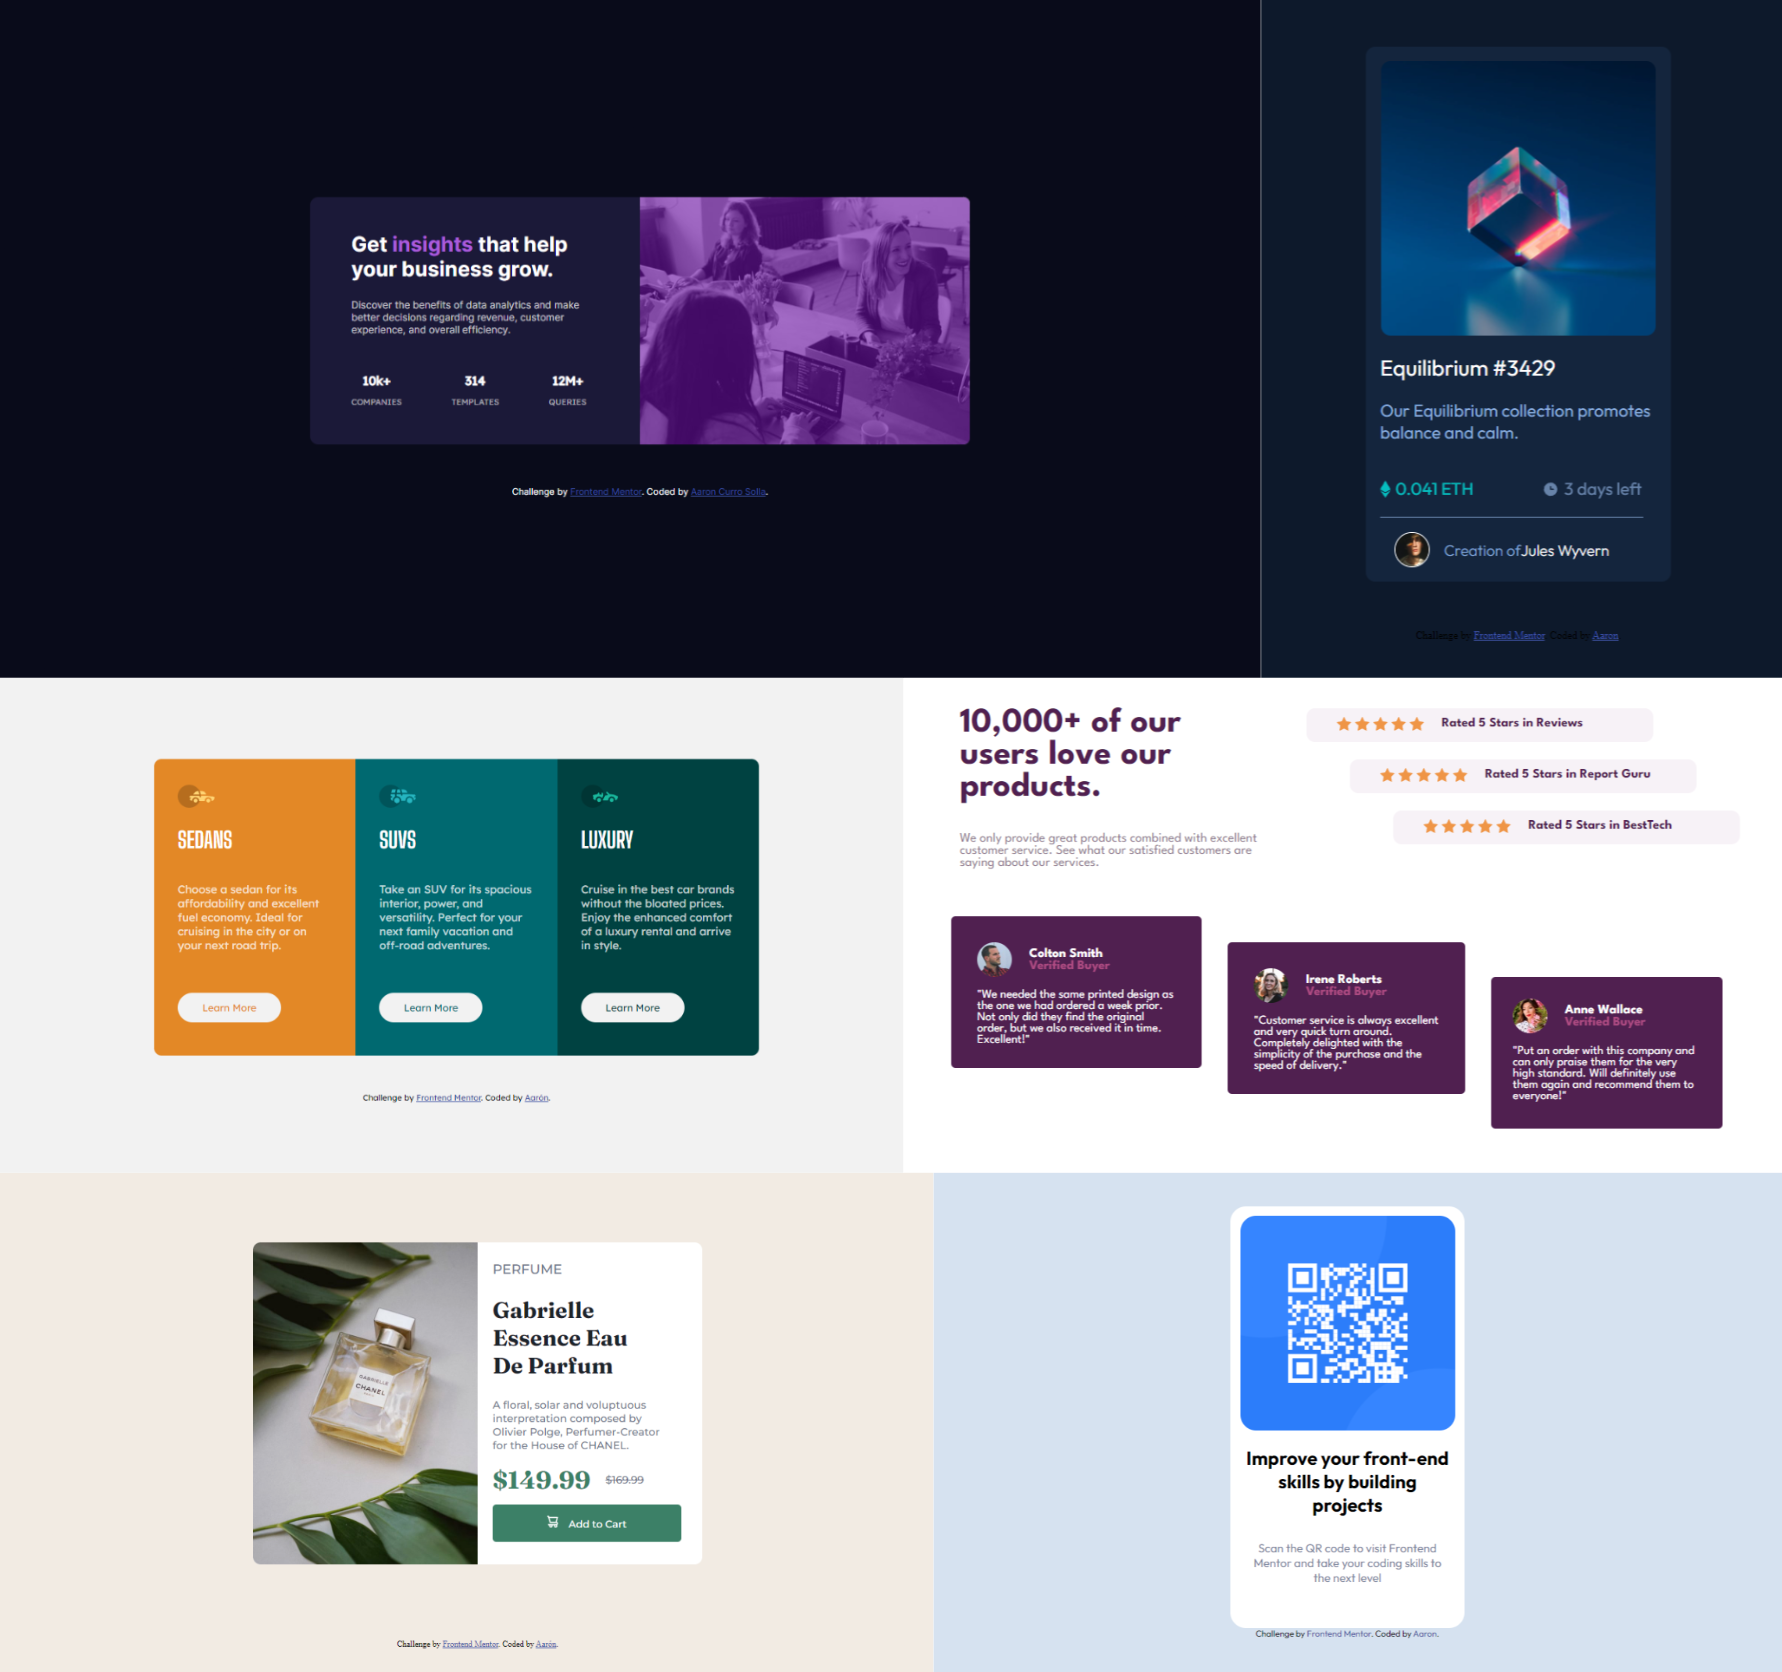 Get insights that help
your business grow.
Discover the benefits of data analytics and make
better decisions regarding revenue, customer
experience, and overall efficiency.
10k+ 314 12M+
COMPANIES TEMPLATES QUERIES
Challenge by Frontend Mentor. Coded by Aaron Curro Solla.
Equilibrium #3429
Our Equilibrium collection promotes
balance and calm.
0.041 ETH 3 days left
Creation ofJules Wyvern
Challenge by Frontend Mentor. Coded by Aaron
SEDANS
Choose a sedan for its
affordability and excellent
fuel economy. Ideal for
cruising in the city or on
your next road trip.
Learn More
SUVS
Take an SUV for its spacious
interior, power, and
versatility. Perfect for your
next family vacation and
off-road adventures.
Learn More
LUXURY
Cruise in the best car brands
without the bloated prices.
Enjoy the enhanced comfort
of a luxury rental and arrive
in style.
Learn More
Challenge by Frontend Mentor. Coded by Aarón.
10,000+ of our
users love our
products.
We only provide great products combined with excellent
customer service. See what our satisfied customers are
saying about our services.
Rated 5 Stars in Reviews
Rated 5 Stars in Report Guru
Rated 5 Stars in BestTech
Colton Smith
Verified Buyer
"We needed the same printed design as
the one we had ordered a week prior.
Not only did they find the original
order, but we also received it in time.
Excellent!"
Irene Roberts
Verified Buyer
"Customer service is always excellent
and very quick turn around.
Completely delighted with the
simplicity of the purchase and the
speed of delivery."
Anne Wallace
Verified Buyer
"Put an order with this company and
can only praise them for the very
high standard. Will definitely use
them again and recommend them to
everyone!"
GABRIELLE
CHANEL
PERFUME
Gabrielle
Essence Eau
De Parfum
A floral, solar and voluptuous
interpretation composed by
Olivier Polge, Perfumer-Creator
for the House of CHANEL.
$149.99 $169.99
Add to Cart
Challenge by Frontend Mentor. Coded by Aarón.
Improve your front-end
skills by building
projects
Scan the QR code to visit Frontend
Mentor and take your coding skills to
the next level
Challenge by Frontend Mentor. Coded by Aaron.